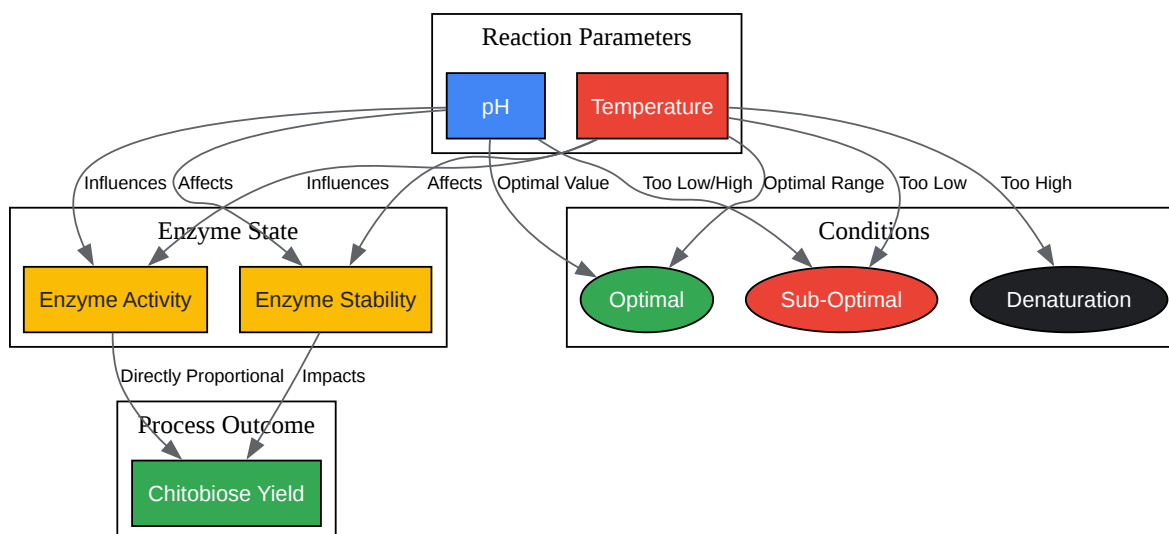 Reaction Parameters
pH
Temperature
Influences
Affects
Influences
Affects
Optimal Value
Too Low/High
Optimal Range
Too Low
Too High
Enzyme State
Conditions
Enzyme Activity
Enzyme Stability
Optimal
Sub-Optimal
Denaturation
Directly Proportional
Impacts
Process Outcome
Chitobiose Yield